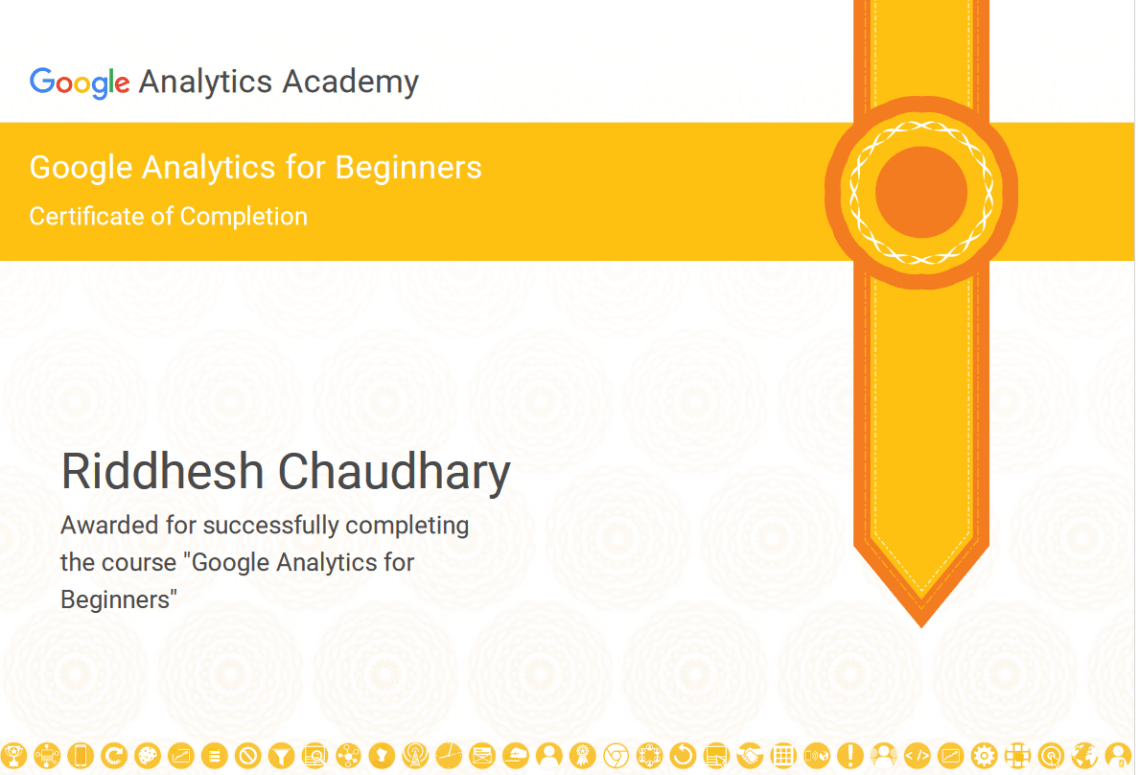 Google Analytics Academy
Google Analytics for Beginners
Certificate of Completion
Riddhesh Chaudhary
Awarded for successfully completing
the course "Google Analytics for
Beginners"